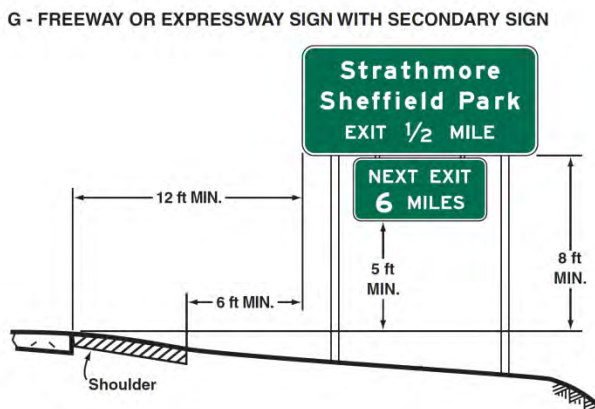 G - FREEWAY OR EXPRESSWAY SIGN WITH SECONDARY SIGN
Strathmore
Sheffield Park
EXIT 1/2 MILE
NEXT EXIT
6 MILES
12 ft MIN.
6 ft MIN.
5 ft
MIN.
8 ft
MIN.
Shoulder